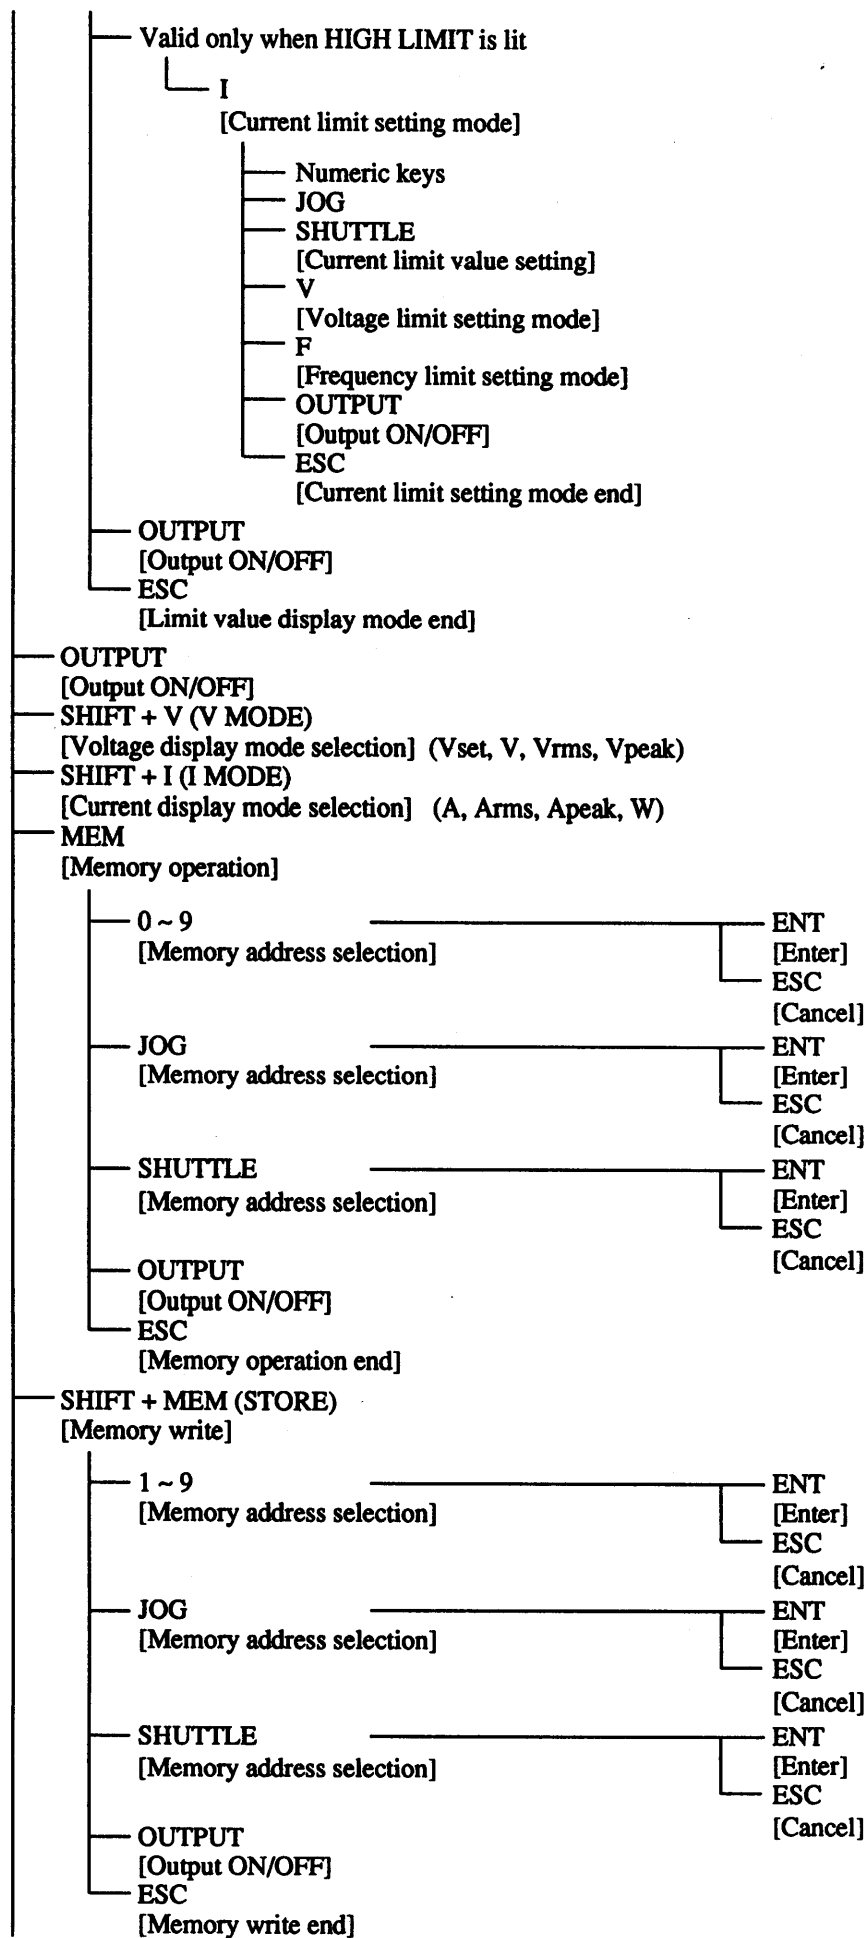 Valid only when HIGH LIMIT is lit
I
[Current limit setting mode]
Numeric keys
JOG
SHUTTLE
[Current limit value setting]
V
[Voltage limit setting mode]
F
[Frequency limit setting mode]
OUTPUT
[Output ON/OFF]
ESC
[Current limit setting mode end]
OUTPUT
[Output ON/OFF]
ESC
[Limit value display mode end]
OUTPUT
[Output ON/OFF]
SHIFT + V (V MODE)
[Voltage display mode selection] (Vset, V, Vrms, Vpeak)
SHIFT + I (I MODE)
[Current display mode selection] (A, Arms, Apeak, W)
MEM
[Memory operation]
0 ~ 9 ENT
[Memory address selection] [Enter]
ESC
[Cancel]
JOG ENT
[Memory address selection] [Enter]
ESC
[Cancel]
SHUTTLE ENT
[Memory address selection] [Enter]
ESC
[Cancel]
OUTPUT
[Output ON/OFF]
ESC
[Memory operation end]
SHIFT + MEM (STORE)
[Memory write]
1 ~ 9 ENT
[Memory address selection] [Enter]
ESC
[Cancel]
JOG ENT
[Memory address selection] [Enter]
ESC
[Cancel]
SHUTTLE ENT
[Memory address selection] [Enter]
ESC
[Cancel]
OUTPUT
[Output ON/OFF]
ESC
[Memory write end]